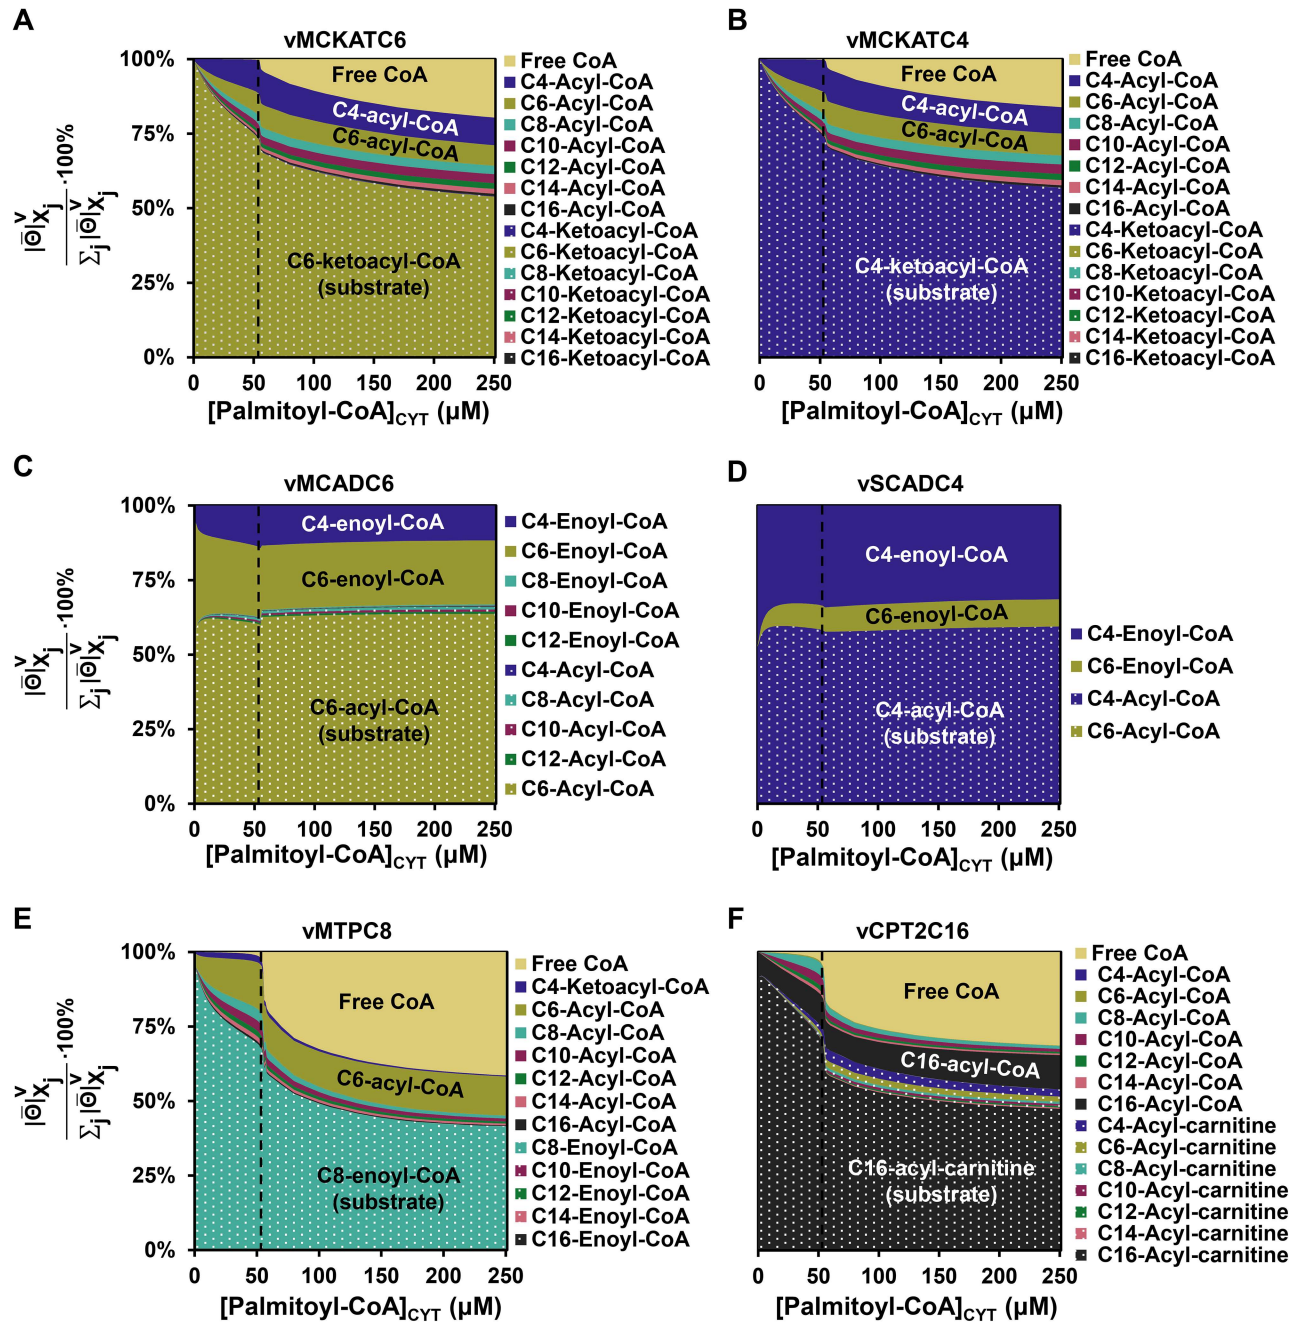 A
vMCKATC6
100%
75%
50%
25%
0%
|Θ̅|ᵛxⱼ / Σⱼ |Θ̅|ᵛxⱼ ·100%
Free CoA
C4-acyl-CoA
C6-acyl-CoA
C6-ketoacyl-CoA
(substrate)
0 50 100 150 200 250
[Palmitoyl-CoA]CYT (µM)
Free CoA
C4-Acyl-CoA
C6-Acyl-CoA
C8-Acyl-CoA
C10-Acyl-CoA
C12-Acyl-CoA
C14-Acyl-CoA
C16-Acyl-CoA
C4-Ketoacyl-CoA
C6-Ketoacyl-CoA
C8-Ketoacyl-CoA
C10-Ketoacyl-CoA
C12-Ketoacyl-CoA
C14-Ketoacyl-CoA
C16-Ketoacyl-CoA
B
vMCKATC4
100%
75%
50%
25%
0%
Free CoA
C4-acyl-CoA
C6-acyl-CoA
C4-ketoacyl-CoA
(substrate)
0 50 100 150 200 250
[Palmitoyl-CoA]CYT (µM)
Free CoA
C4-Acyl-CoA
C6-Acyl-CoA
C8-Acyl-CoA
C10-Acyl-CoA
C12-Acyl-CoA
C14-Acyl-CoA
C16-Acyl-CoA
C4-Ketoacyl-CoA
C6-Ketoacyl-CoA
C8-Ketoacyl-CoA
C10-Ketoacyl-CoA
C12-Ketoacyl-CoA
C14-Ketoacyl-CoA
C16-Ketoacyl-CoA
C
vMCADC6
100%
75%
50%
25%
0%
|Θ̅|ᵛxⱼ / Σⱼ |Θ̅|ᵛxⱼ ·100%
C4-enoyl-CoA
C6-enoyl-CoA
C6-acyl-CoA
(substrate)
0 50 100 150 200 250
[Palmitoyl-CoA]CYT (µM)
C4-Enoyl-CoA
C6-Enoyl-CoA
C8-Enoyl-CoA
C10-Enoyl-CoA
C12-Enoyl-CoA
C4-Acyl-CoA
C8-Acyl-CoA
C10-Acyl-CoA
C12-Acyl-CoA
C6-Acyl-CoA
D
vSCADC4
C4-enoyl-CoA
C6-enoyl-CoA
C4-acyl-CoA
(substrate)
0 50 100 150 200 250
[Palmitoyl-CoA]CYT (µM)
C4-Enoyl-CoA
C6-Enoyl-CoA
C4-Acyl-CoA
C6-Acyl-CoA
E
vMTPC8
100%
75%
50%
25%
0%
|Θ̅|ᵛxⱼ / Σⱼ |Θ̅|ᵛxⱼ ·100%
Free CoA
C6-acyl-CoA
C8-enoyl-CoA
(substrate)
0 50 100 150 200 250
[Palmitoyl-CoA]CYT (µM)
Free CoA
C4-Ketoacyl-CoA
C6-Acyl-CoA
C8-Acyl-CoA
C10-Acyl-CoA
C12-Acyl-CoA
C14-Acyl-CoA
C16-Acyl-CoA
C8-Enoyl-CoA
C10-Enoyl-CoA
C12-Enoyl-CoA
C14-Enoyl-CoA
C16-Enoyl-CoA
F
vCPT2C16
Free CoA
C16-acyl-CoA
C16-acyl-carnitine
(substrate)
0 50 100 150 200 250
[Palmitoyl-CoA]CYT (µM)
Free CoA
C4-Acyl-CoA
C6-Acyl-CoA
C8-Acyl-CoA
C10-Acyl-CoA
C12-Acyl-CoA
C14-Acyl-CoA
C16-Acyl-CoA
C4-Acyl-carnitine
C6-Acyl-carnitine
C8-Acyl-carnitine
C10-Acyl-carnitine
C12-Acyl-carnitine
C14-Acyl-carnitine
C16-Acyl-carnitine